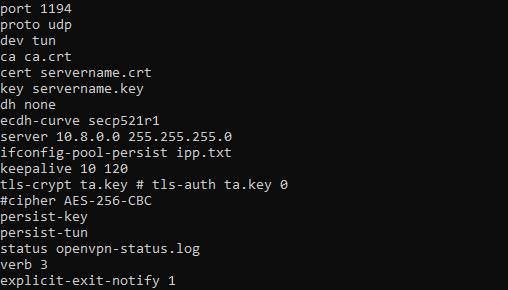 port 1194
proto udp
dev tun
ca ca.crt
cert servername.crt
key servername.key
dh none
ecdh-curve secp521r1
server 10.8.0.0 255.255.255.0
ifconfig-pool-persist ipp.txt
keepalive 10 120
tls-crypt ta.key # tls-auth ta.key 0
#cipher AES-256-CBC
persist-key
persist-tun
status openvpn-status.log
verb 3
explicit-exit-notify 1